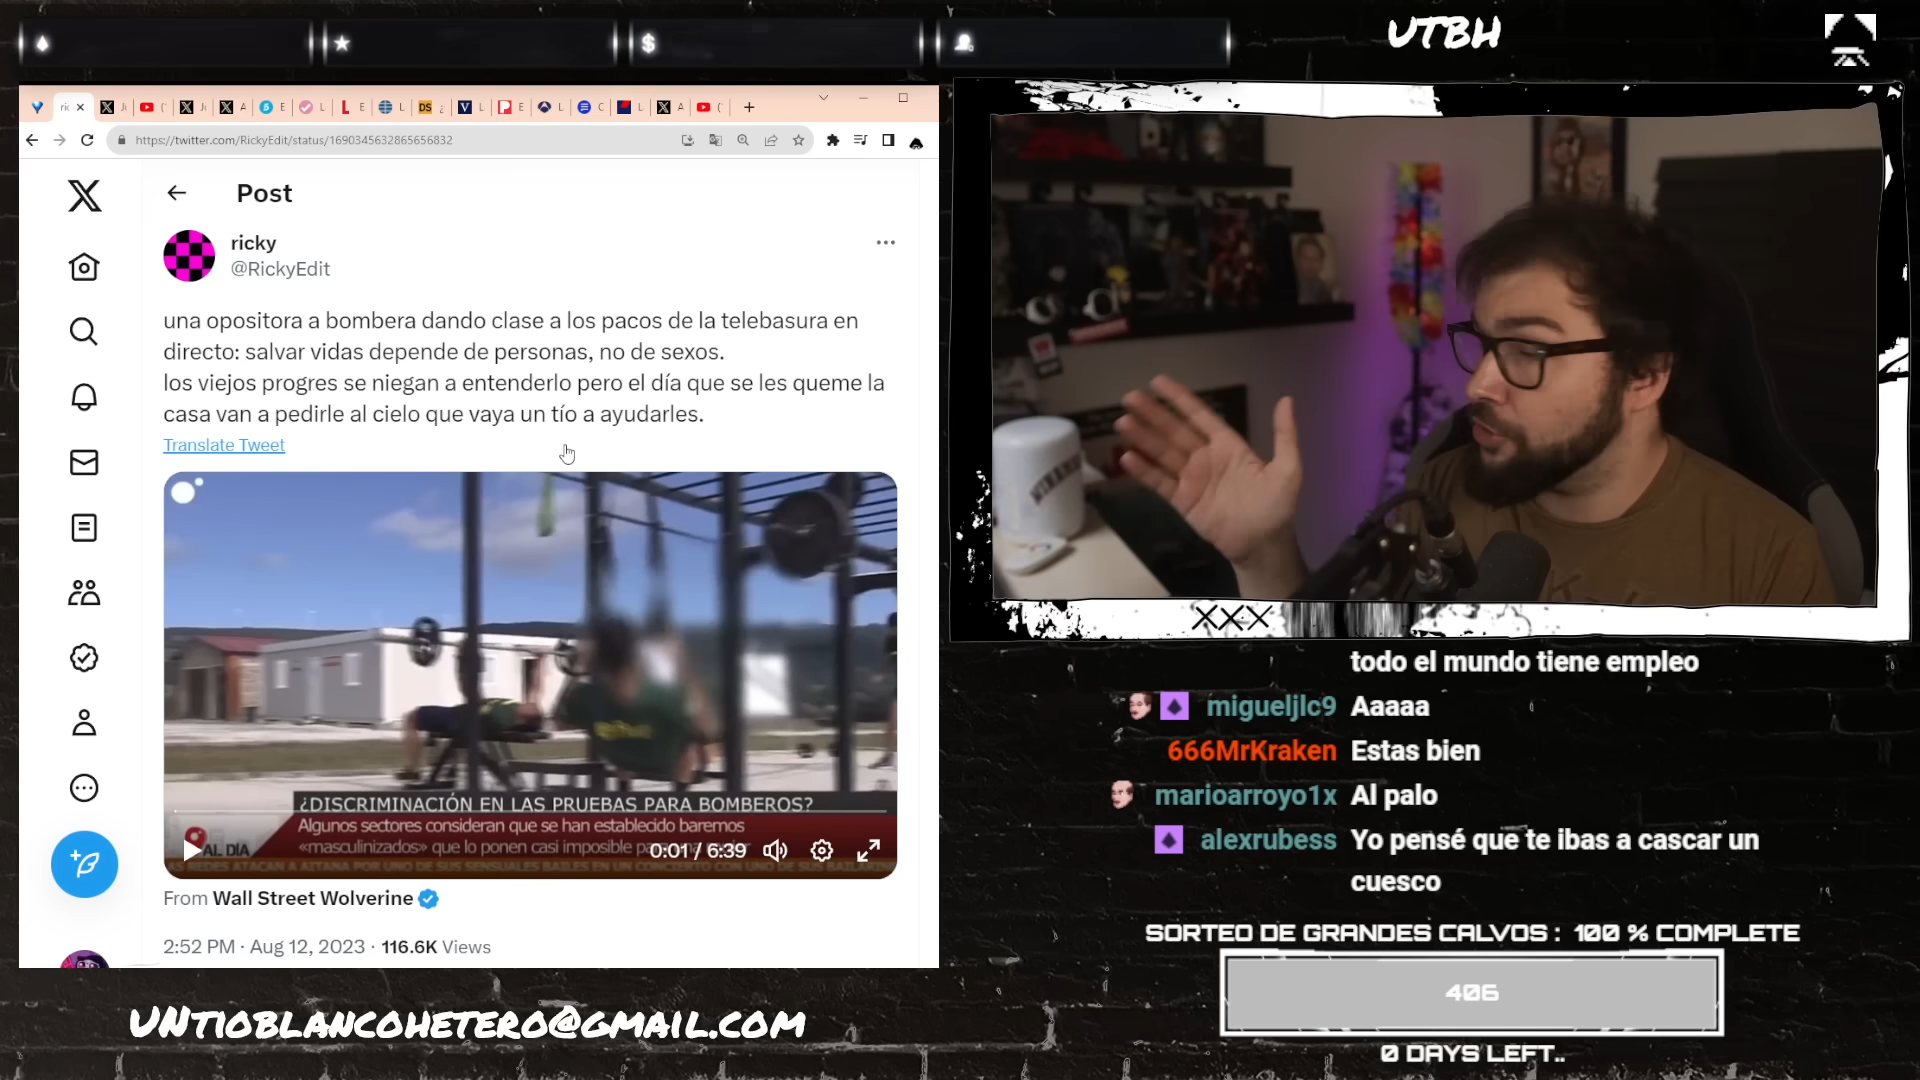 UTBH
https://twitter.com/RickyEdit/status/1690345632865656832
Post
ricky
@RickyEdit
una opositora a bombera dando clase a los pacos de la telebasura en
directo: salvar vidas depende de personas, no de sexos.
los viejos progres se niegan a entenderlo pero el día que se les queme la
casa van a pedirle al cielo que vaya un tío a ayudarles.
Translate Tweet
¿DISCRIMINACIÓN EN LAS PRUEBAS PARA BOMBEROS?
Algunos sectores consideran que se han establecido baremos
«masculinizados» que lo ponen casi imposible
AL DÍA
0:01 / 6:39
From Wall Street Wolverine
2:52 PM · Aug 12, 2023 · 116.6K Views
XXX
todo el mundo tiene empleo
migueljlc9 Aaaaa
666MrKraken Estas bien
marioarroyo1x Al palo
alexrubess Yo pensé que te ibas a cascar un
cuesco
SORTEO DE GRANDES CALVOS : 100 % COMPLETE
406
0 DAYS LEFT..
UNTIOBLANCOHETERO@GMAIL.COM